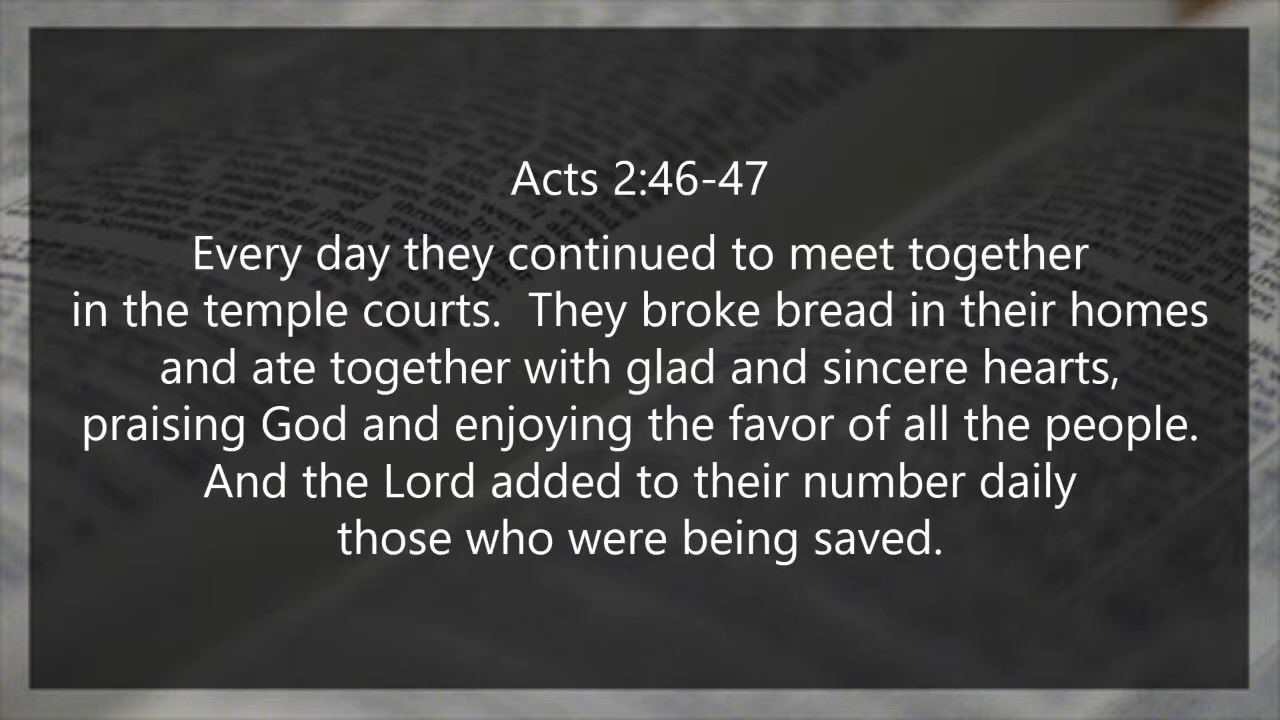 Acts 2:46-47
Every day they continued to meet together
in the temple courts.  They broke bread in their homes
and ate together with glad and sincere hearts,
praising God and enjoying the favor of all the people.
And the Lord added to their number daily
those who were being saved.